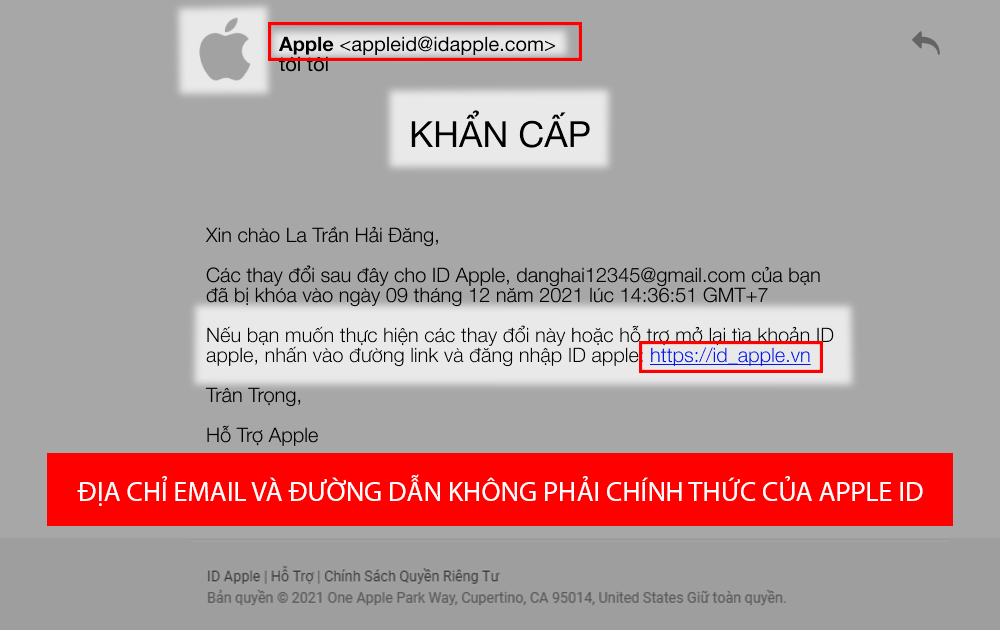 Apple <appleid@idapple.com>
tới tôi
KHẨN CẤP
Xin chào La Trần Hải Đăng,
Các thay đổi sau đây cho ID Apple, danghai12345@gmail.com của bạn
đã bị khóa vào ngày 09 tháng 12 năm 2021 lúc 14:36:51 GMT+7
Nếu bạn muốn thực hiện các thay đổi này hoặc hỗ trợ mở lại tìa khoản ID
apple, nhấn vào đường link và đăng nhập ID apple: https://id_apple.vn
Trân Trọng,
Hỗ Trợ Apple
ĐỊA CHỈ EMAIL VÀ ĐƯỜNG DẪN KHÔNG PHẢI CHÍNH THỨC CỦA APPLE ID
ID Apple | Hỗ Trợ | Chính Sách Quyền Riêng Tư
Bản quyền © 2021 One Apple Park Way, Cupertino, CA 95014, United States Giữ toàn quyền.